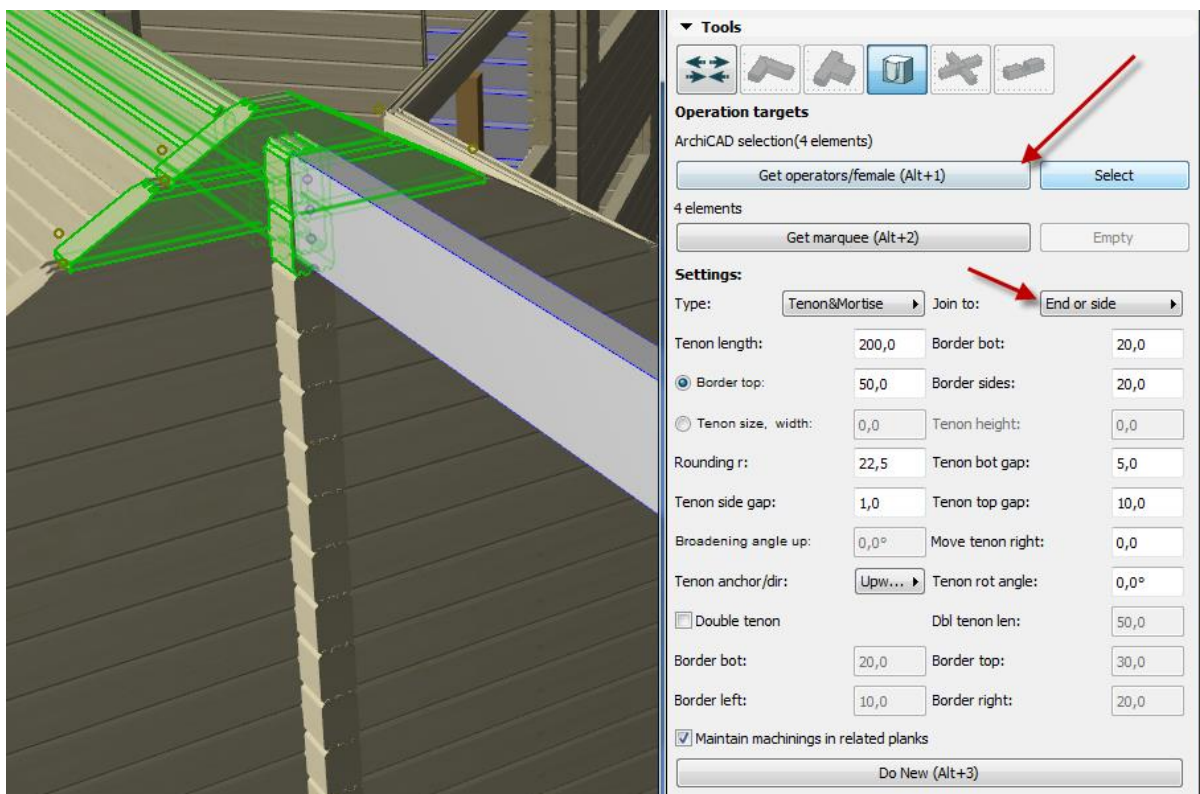 Tools
Operation targets
ArchiCAD selection(4 elements)
Get operators/female (Alt+1) Select
4 elements
Get marquee (Alt+2) Empty
Settings:
Type: Tenon&Mortise Join to: End or side
Tenon length: 200,0 Border bot: 20,0
Border top: 50,0 Border sides: 20,0
Tenon size, width: 0,0 Tenon height: 0,0
Rounding r: 22,5 Tenon bot gap: 5,0
Tenon side gap: 1,0 Tenon top gap: 10,0
Broadening angle up: 0,0° Move tenon right: 0,0
Tenon anchor/dir: Upw... Tenon rot angle: 0,0°
Double tenon Dbl tenon len: 50,0
Border bot: 20,0 Border top: 30,0
Border left: 10,0 Border right: 20,0
Maintain machinings in related planks
Do New (Alt+3)